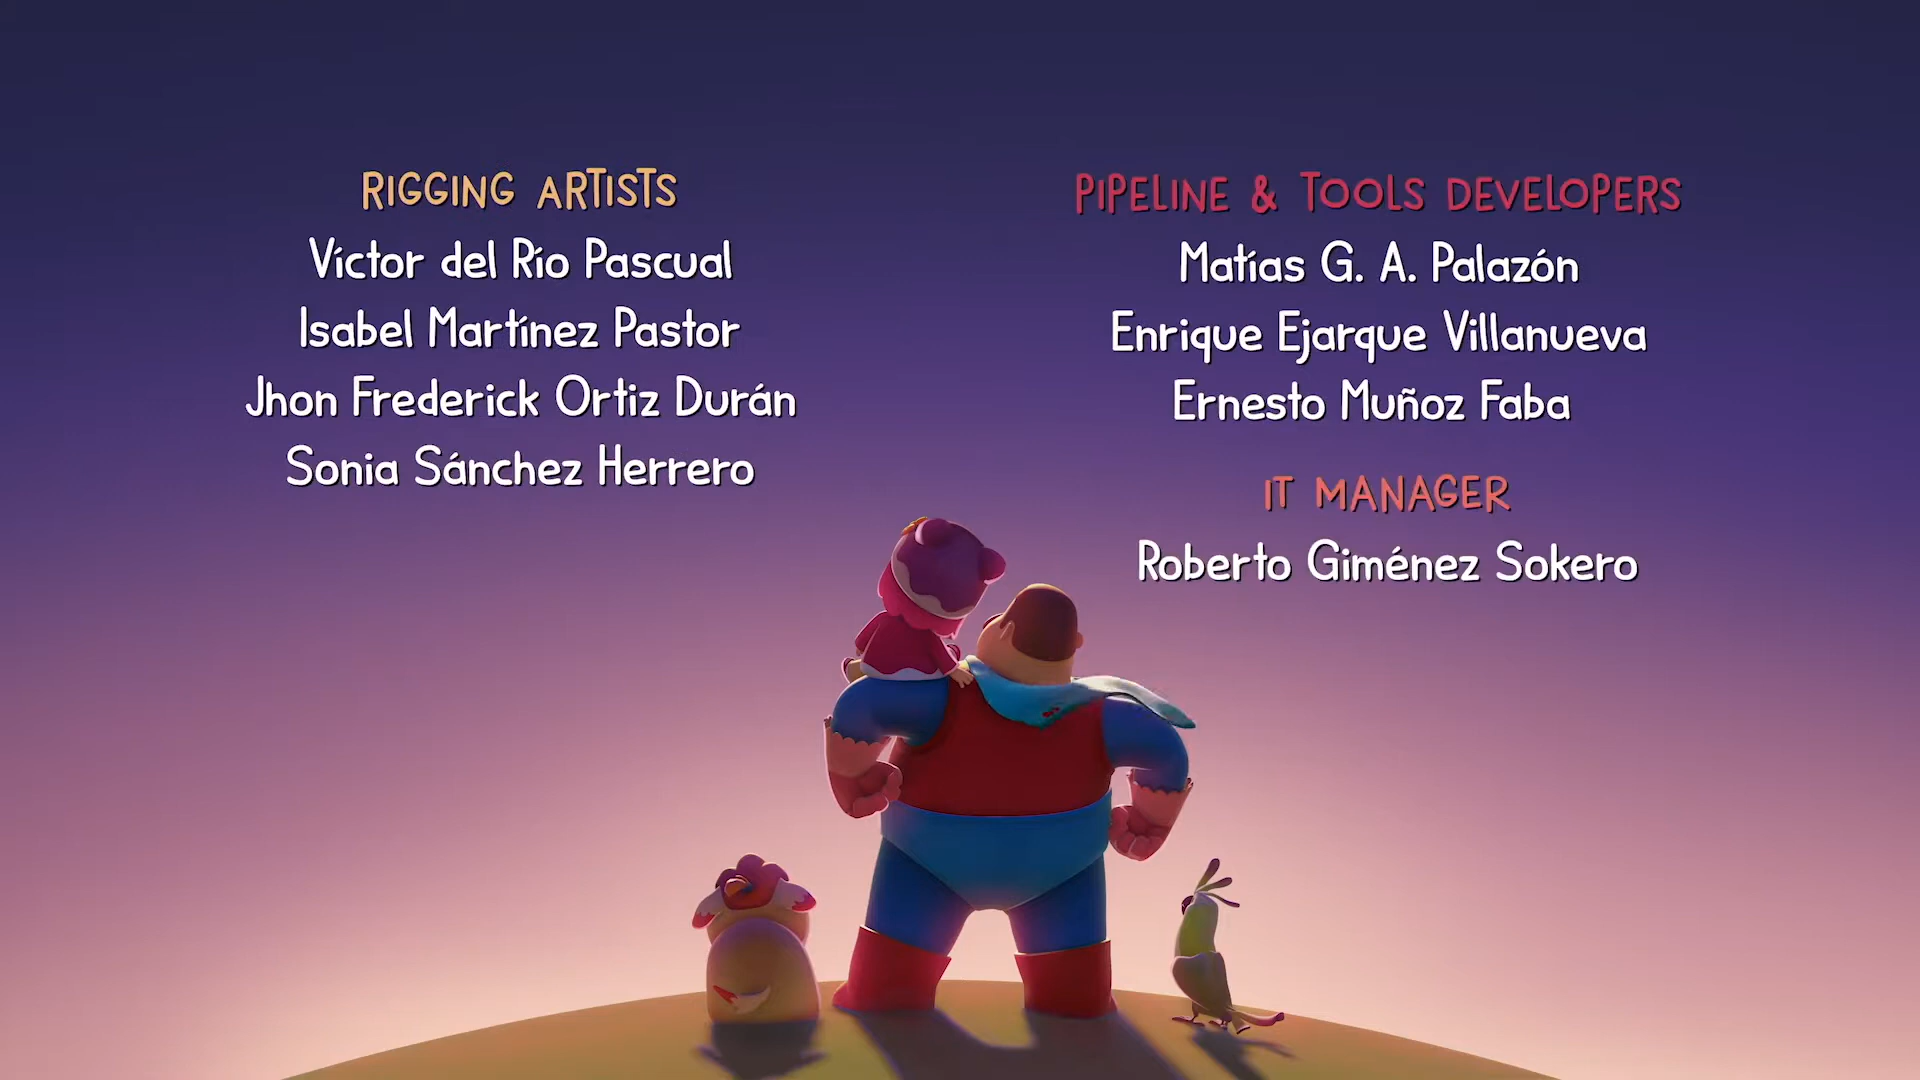 RIGGING ARTISTS
Víctor del Río Pascual
Isabel Martínez Pastor
Jhon Frederick Ortiz Durán
Sonia Sánchez Herrero
PIPELINE & TOOLS DEVELOPERS
Matías G. A. Palazón
Enrique Ejarque Villanueva
Ernesto Muñoz Faba
IT MANAGER
Roberto Giménez Sokero